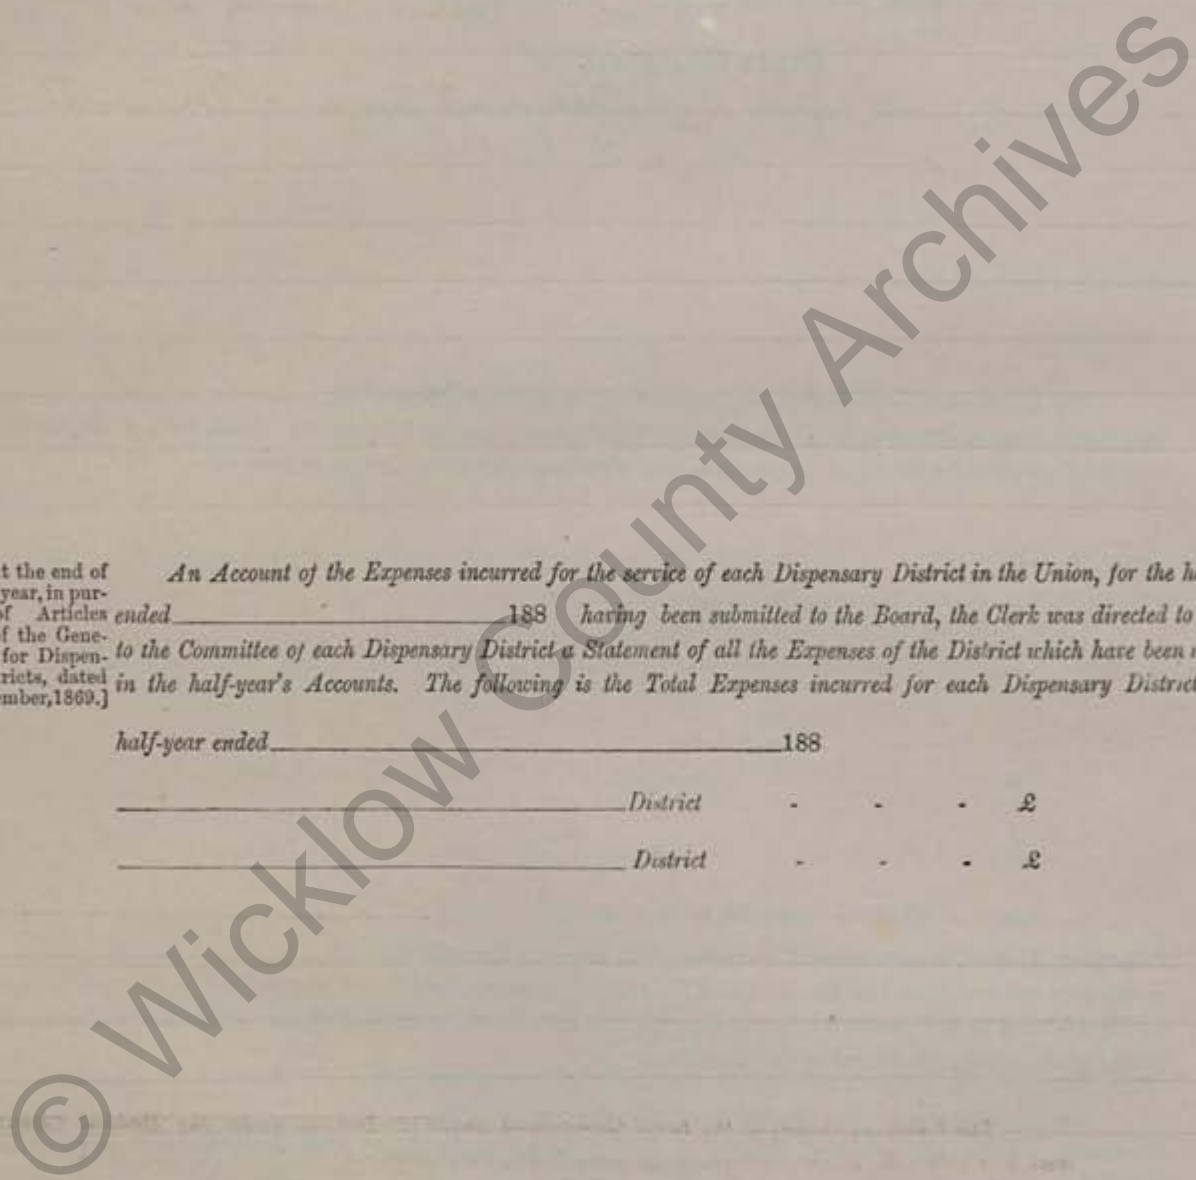 t the end of
year, in pur-
of Articles
f the Gene-
for Dispen-
ricts, dated
mber, 1869.]
An Account of the Expenses incurred for the service of each Dispensary District in the Union, for the h
ended 188 having been submitted to the Board, the Clerk was directed to
to the Committee of each Dispensary District a Statement of all the Expenses of the District which have been
in the half-year's Accounts. The following is the Total Expenses incurred for each Dispensary District
half-year ended 188
District - - - £
District - - - £
© Wicklow County Archives